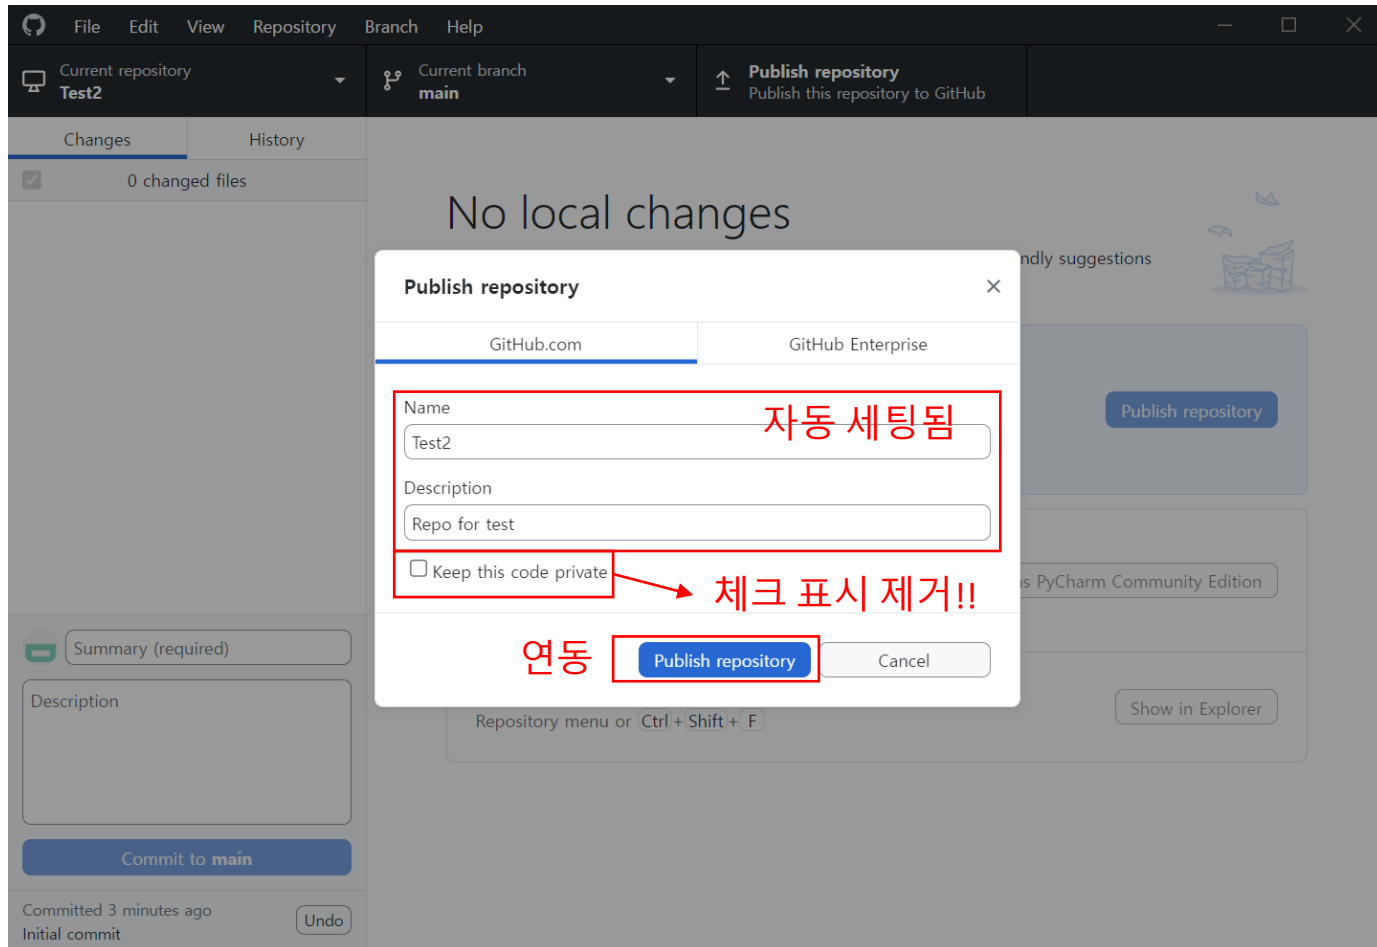 File Edit View Repository Branch Help
Current repository
Test2
Current branch
main
Publish repository
Publish this repository to GitHub
Changes
History
0 changed files
No local changes
ndly suggestions
Publish repository
GitHub.com
GitHub Enterprise
Name
자동 세팅됨
Test2
Description
Repo for test
Keep this code private
체크 표시 제거!!
연동
Publish repository
Cancel
Publish repository
s PyCharm Community Edition
Repository menu or Ctrl + Shift + F
Show in Explorer
Summary (required)
Description
Commit to main
Committed 3 minutes ago
Initial commit
Undo